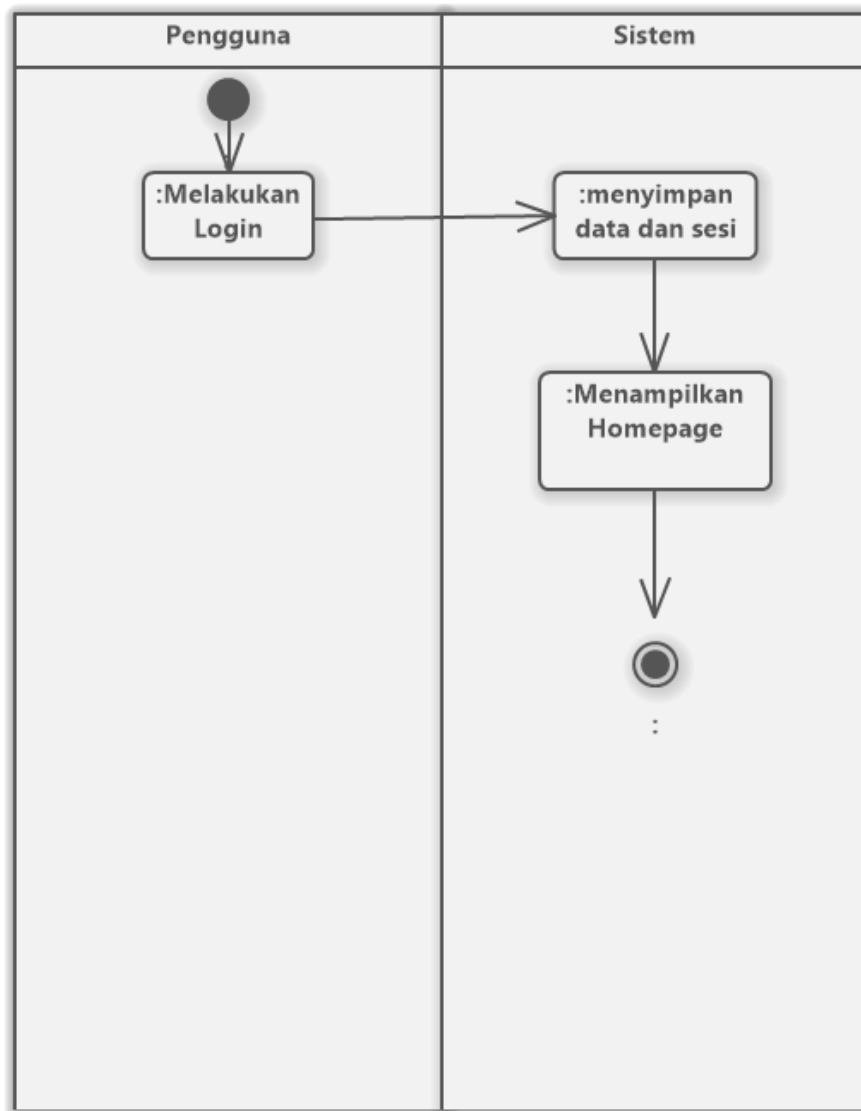 Pengguna
Sistem
:Melakukan
Login
:menyimpan
data dan sesi
:Menampilkan
Homepage
: